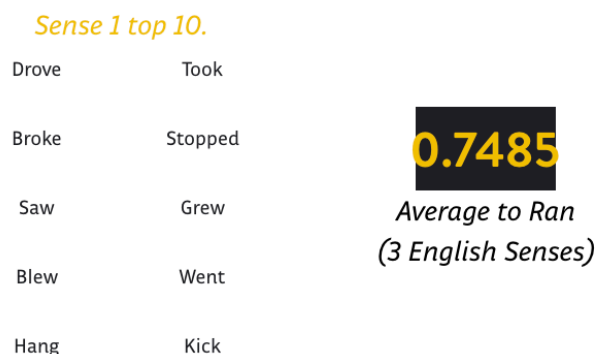 Sense 1 top 10.
Drove Took
Broke Stopped
Saw Grew
Blew Went
Hang Kick
0.7485
Average to Ran
(3 English Senses)